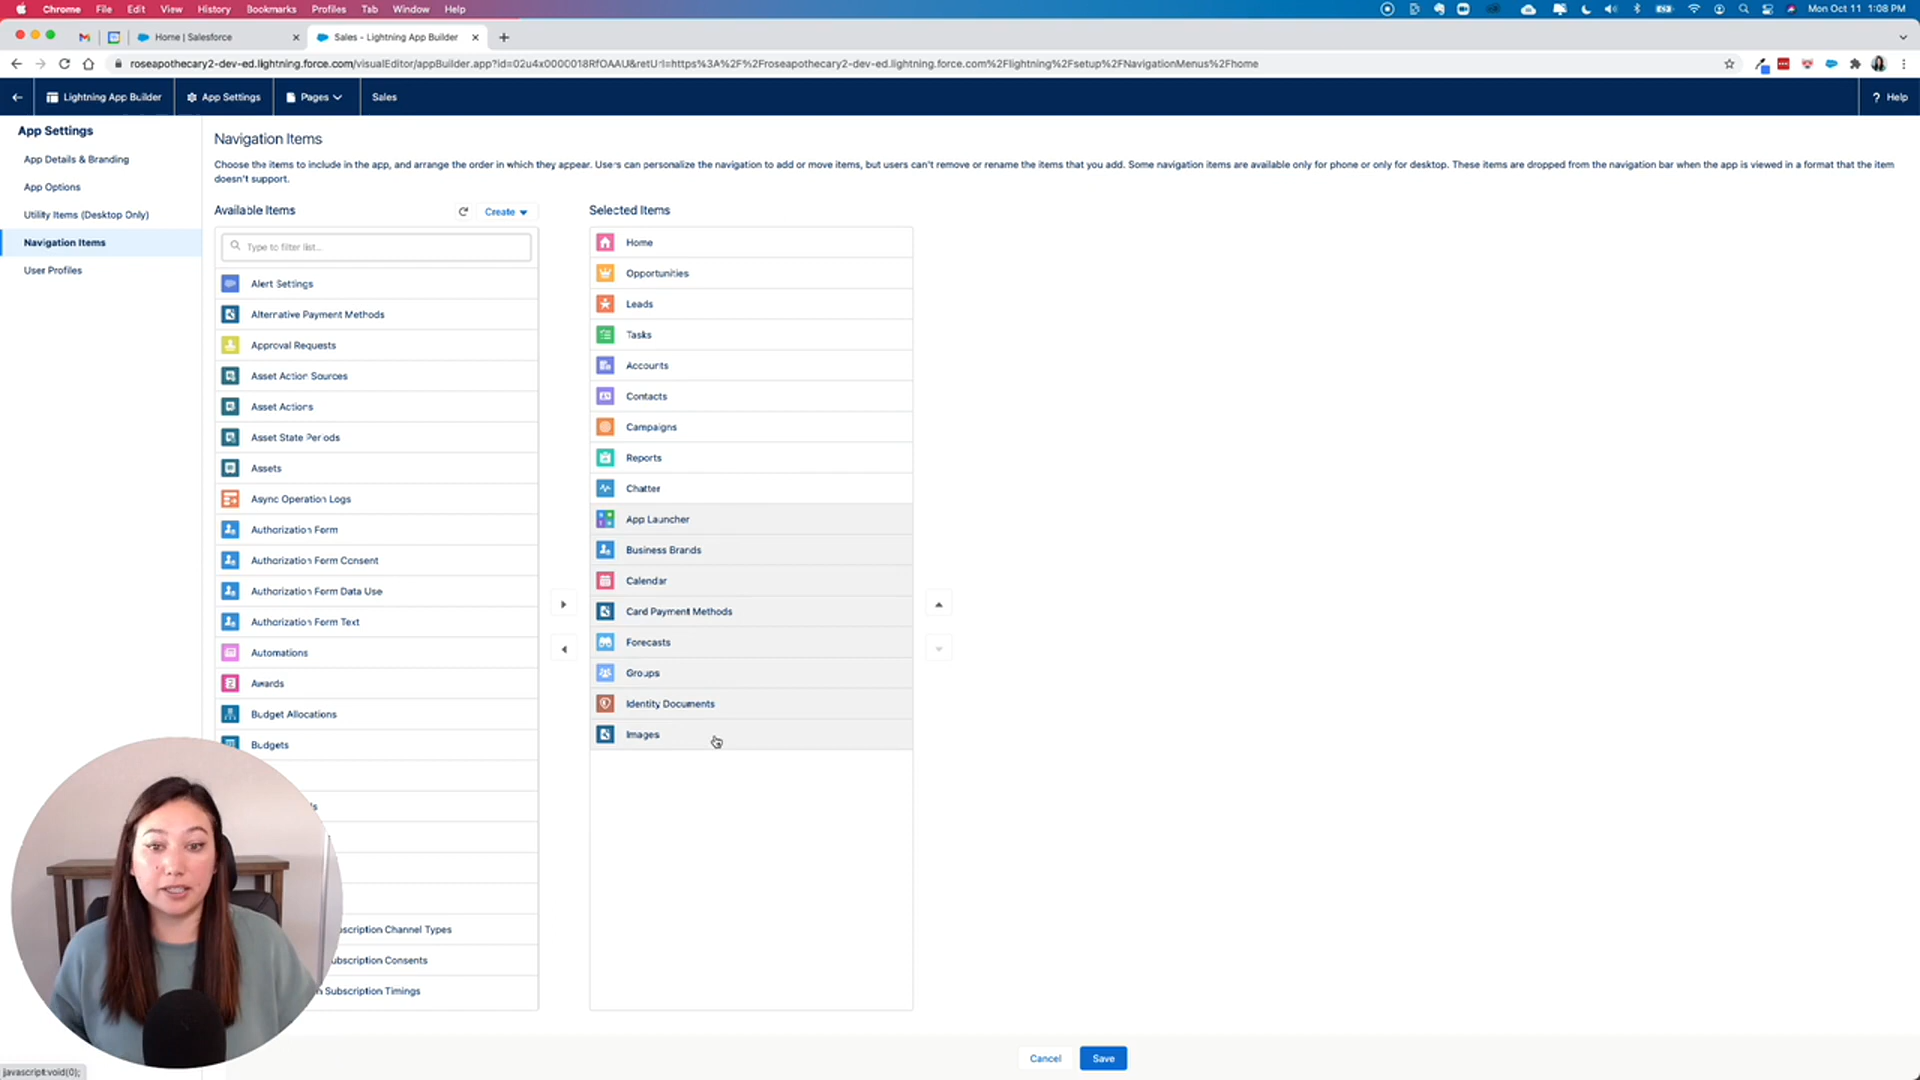 Chrome File Edit View History Bookmarks Profiles Tab Window Help
Mon Oct 11 1:08 PM
Home | Salesforce
Sales - Lightning App Builder
roseapothecary2-dev-ed.lightning.force.com/visualEditor/appBuilder.app?id=02u4x0000018RfOAAU&retUrl=https%3A%2F%2Froseapothecary2-dev-ed.lightning.force.com%2Flightning%2Fsetup%2FNavigationMenus%2Fhome
Lightning App Builder
App Settings
Pages
Sales
? Help
App Settings
App Details & Branding
App Options
Utility Items (Desktop Only)
Navigation Items
User Profiles
Navigation Items
Choose the items to include in the app, and arrange the order in which they appear. Users can personalize the navigation to add or move items, but users can't remove or rename the items that you add. Some navigation items are available only for phone or only for desktop. These items are dropped from the navigation bar when the app is viewed in a format that the item
doesn't support.
Available Items
Create
Type to filter list...
Alert Settings
Alternative Payment Methods
Approval Requests
Asset Action Sources
Asset Actions
Asset State Periods
Assets
Async Operation Logs
Authorization Form
Authorization Form Consent
Authorization Form Data Use
Authorization Form Text
Automations
Awards
Budget Allocations
Budgets
scription Channel Types
ubscription Consents
Subscription Timings
Selected Items
Home
Opportunities
Leads
Tasks
Accounts
Contacts
Campaigns
Reports
Chatter
App Launcher
Business Brands
Calendar
Card Payment Methods
Forecasts
Groups
Identity Documents
Images
Cancel
Save
javascript:void(0);